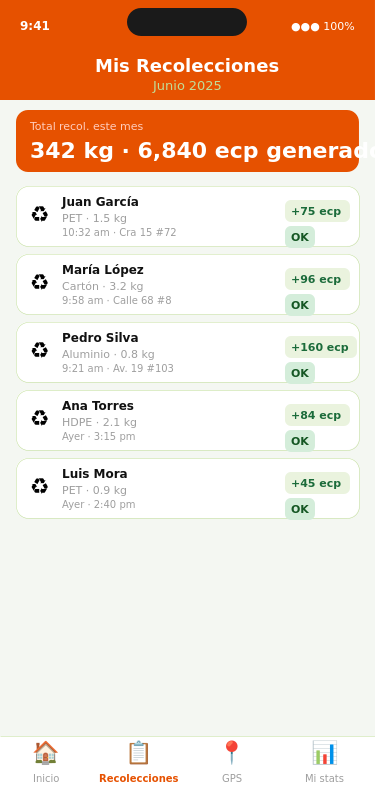 9:41
●●● 100%
Mis Recolecciones
Junio 2025
Total recol. este mes
342 kg · 6,840 ecp generado
Juan García
PET · 1.5 kg
10:32 am · Cra 15 #72
+75 ecp
OK
María López
Cartón · 3.2 kg
9:58 am · Calle 68 #8
+96 ecp
OK
Pedro Silva
Aluminio · 0.8 kg
9:21 am · Av. 19 #103
+160 ecp
OK
Ana Torres
HDPE · 2.1 kg
Ayer · 3:15 pm
+84 ecp
OK
Luis Mora
PET · 0.9 kg
Ayer · 2:40 pm
+45 ecp
OK
Inicio
Recolecciones
GPS
Mi stats